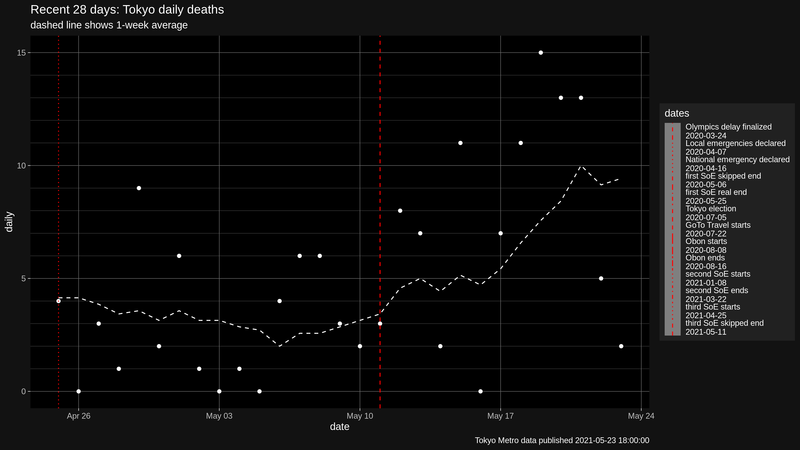 Recent 28 days: Tokyo daily deaths
dashed line shows 1-week average
15
10
5
0
daily
Apr 26
May 03
May 10
May 17
May 24
date
Tokyo Metro data published 2021-05-23 18:00:00
dates
Olympics delay finalized
2020-03-24
Local emergencies declared
2020-04-07
National emergency declared
2020-04-16
first SoE skipped end
2020-05-06
first SoE real end
2020-05-25
Tokyo election
2020-07-05
GoTo Travel starts
2020-07-22
Obon starts
2020-08-08
Obon ends
2020-08-16
second SoE starts
2021-01-08
second SoE ends
2021-03-22
third SoE starts
2021-04-25
third SoE skipped end
2021-05-11